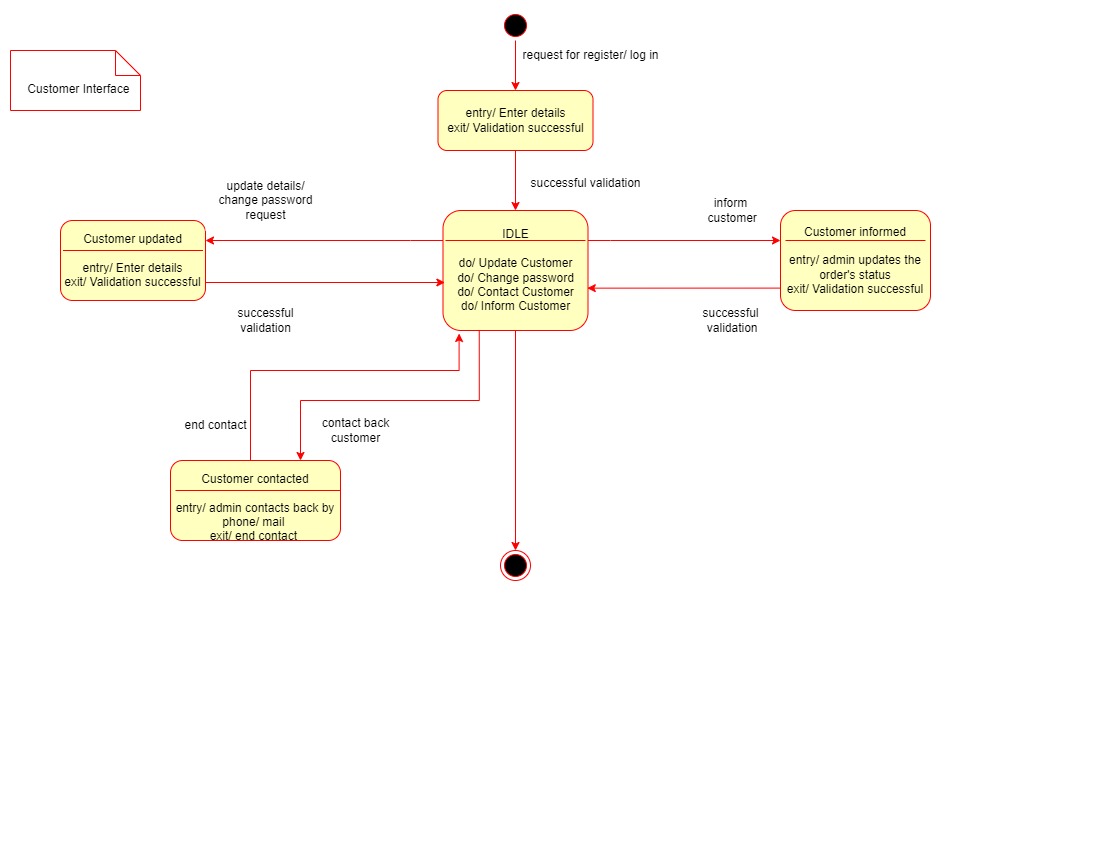 request for register/ log in
Customer Interface
entry/ Enter details
exit/ Validation successful
successful validation
update details/
change password
request
inform
customer
Customer updated
entry/ Enter details
exit/ Validation successful
IDLE
do/ Update Customer
do/ Change password
do/ Contact Customer
do/ Inform Customer
Customer informed
entry/ admin updates the
order's status
exit/ Validation successful
successful
validation
successful
validation
end contact
contact back
customer
Customer contacted
entry/ admin contacts back by
phone/ mail
exit/ end contact